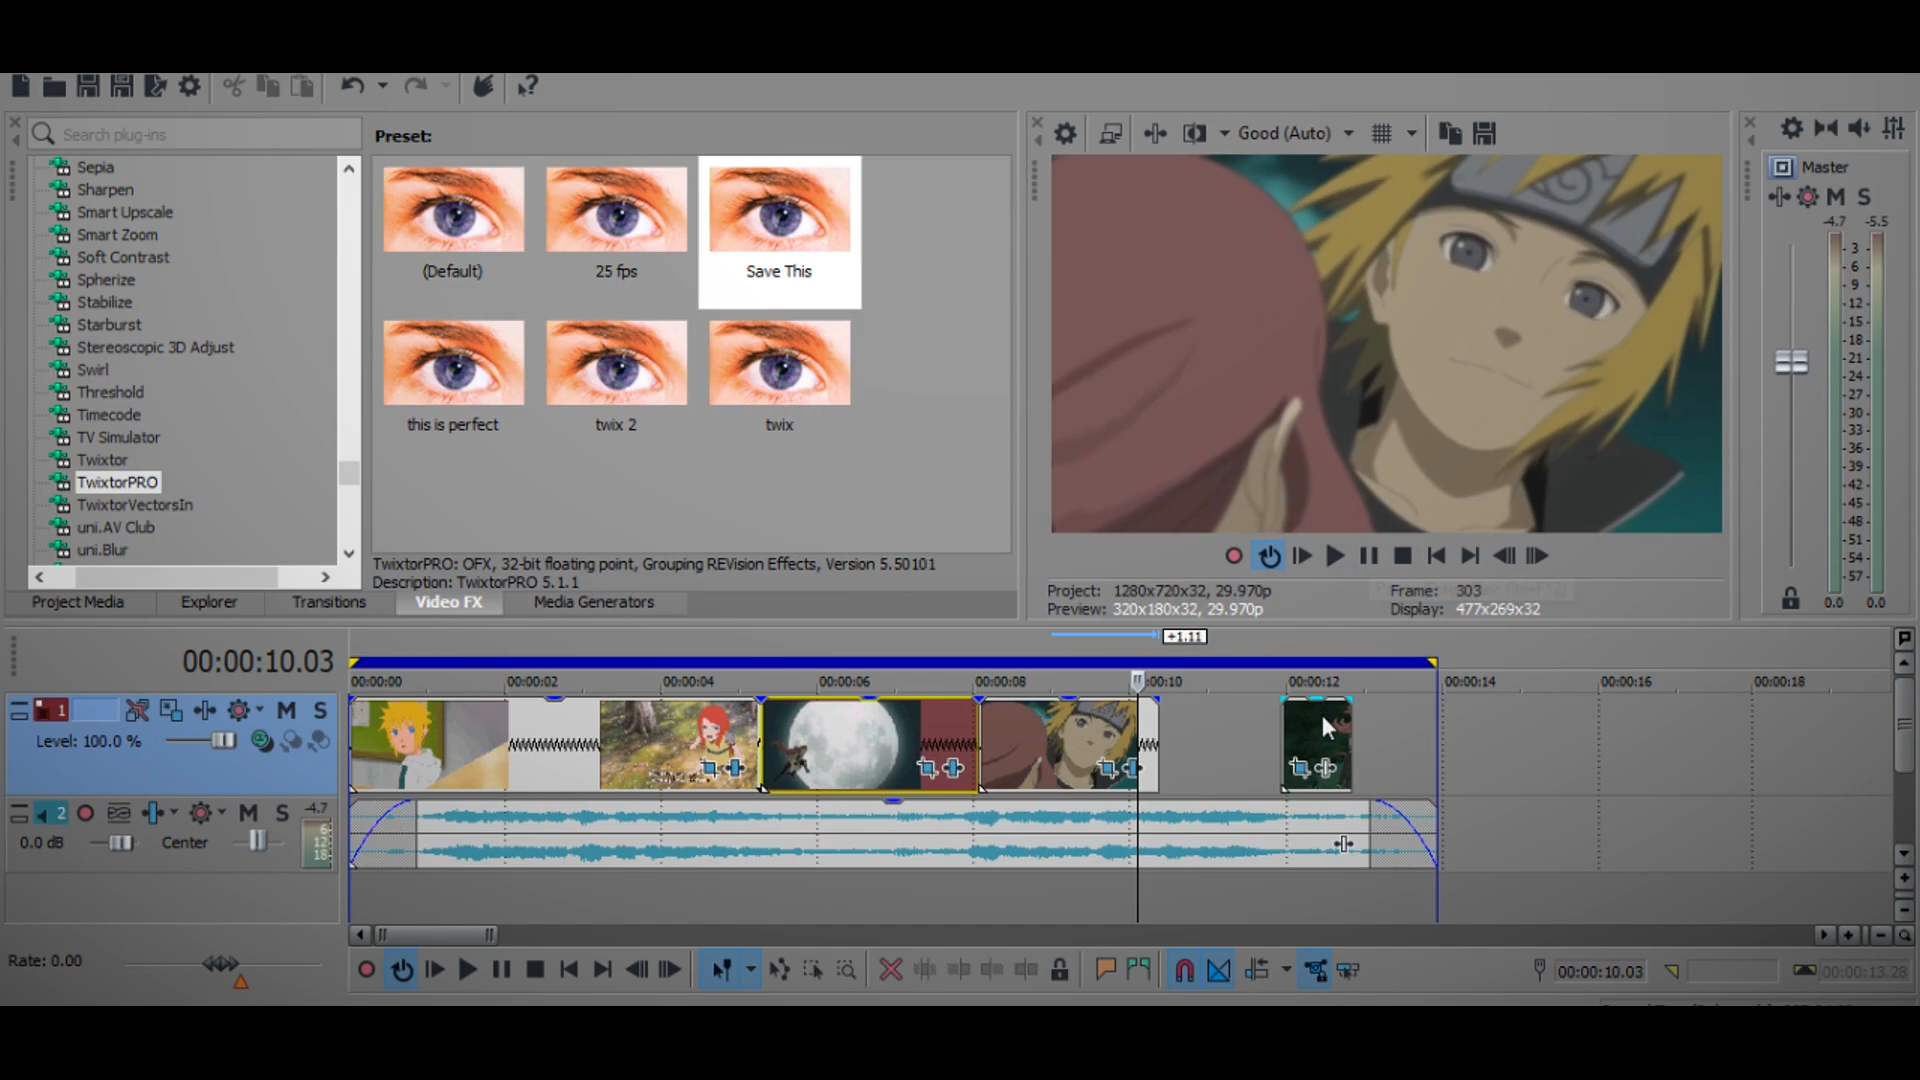 Search plug-ins
Sepia
Sharpen
Smart Upscale
Smart Zoom
Soft Contrast
Spherize
Stabilize
Starburst
Stereoscopic 3D Adjust
Swirl
Threshold
Timecode
TV Simulator
Twixtor
TwixtorPRO
TwixtorVectorsIn
uni.AV Club
uni.Blur
Preset:
(Default)
25 fps
Save This
this is perfect
twix 2
twix
TwixtorPRO: OFX, 32-bit floating point, Grouping REVision Effects, Version 5.50101
Description: TwixtorPRO 5.1.1
Project Media Explorer Transitions Video FX Media Generators
Good (Auto)
Project: 1280x720x32, 29.970p Frame: 303
Preview: 320x180x32, 29.970p Display: 477x269x32
Master
M S
-4.7 -5.5
- 3 -
- 6 -
- 9 -
-12-
-15-
-18-
-21-
-24-
-27-
-30-
-33-
-36-
-39-
-42-
-45-
-48-
-51-
-54-
-57-
0.0 0.0
+1.11
00:00:10.03
00:00:00 00:00:02 00:00:04 00:00:06 00:00:08 :00:10 00:00:12 00:00:14 00:00:16 00:00:18
1 M S
Level: 100.0 %
2 M S -4.7
0.0 dB Center
6
12
18
Rate: 0.00
00:00:10.03 00:00:13.28